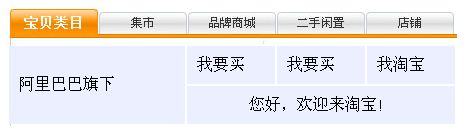 宝贝类目 集市 品牌商城 二手闲置 店铺
阿里巴巴旗下 我要买 我要买 我淘宝
您好，欢迎来淘宝！